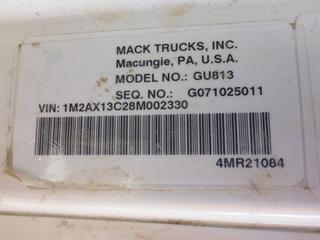 MACK TRUCKS, INC.
Macungie, PA, U.S.A.
MODEL NO.: GU813
SEQ. NO.: G071025011
VIN: 1M2AX13C28M002330
4MR21084